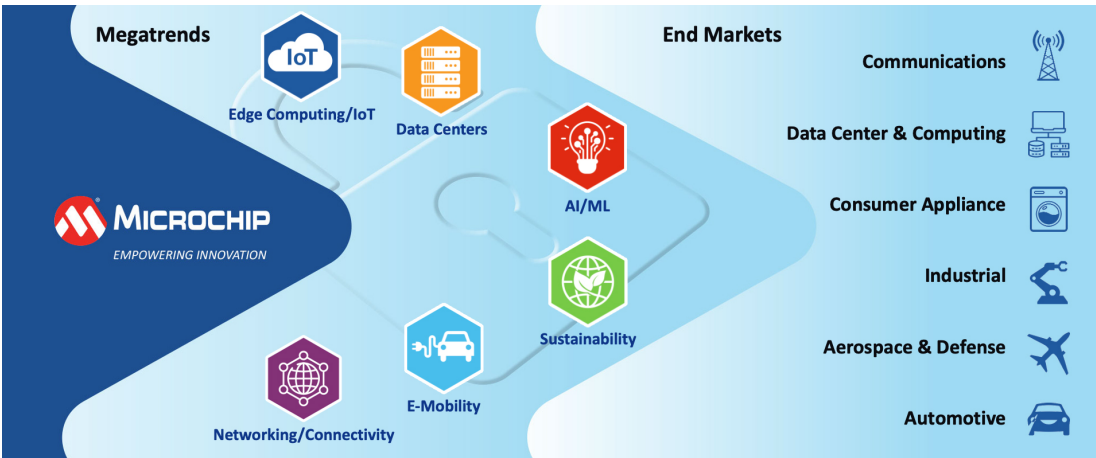 Megatrends
IoT
Edge Computing/IoT
Data Centers
AI/ML
Sustainability
E-Mobility
Networking/Connectivity
MICROCHIP
EMPOWERING INNOVATION
End Markets
Communications
Data Center & Computing
Consumer Appliance
Industrial
Aerospace & Defense
Automotive